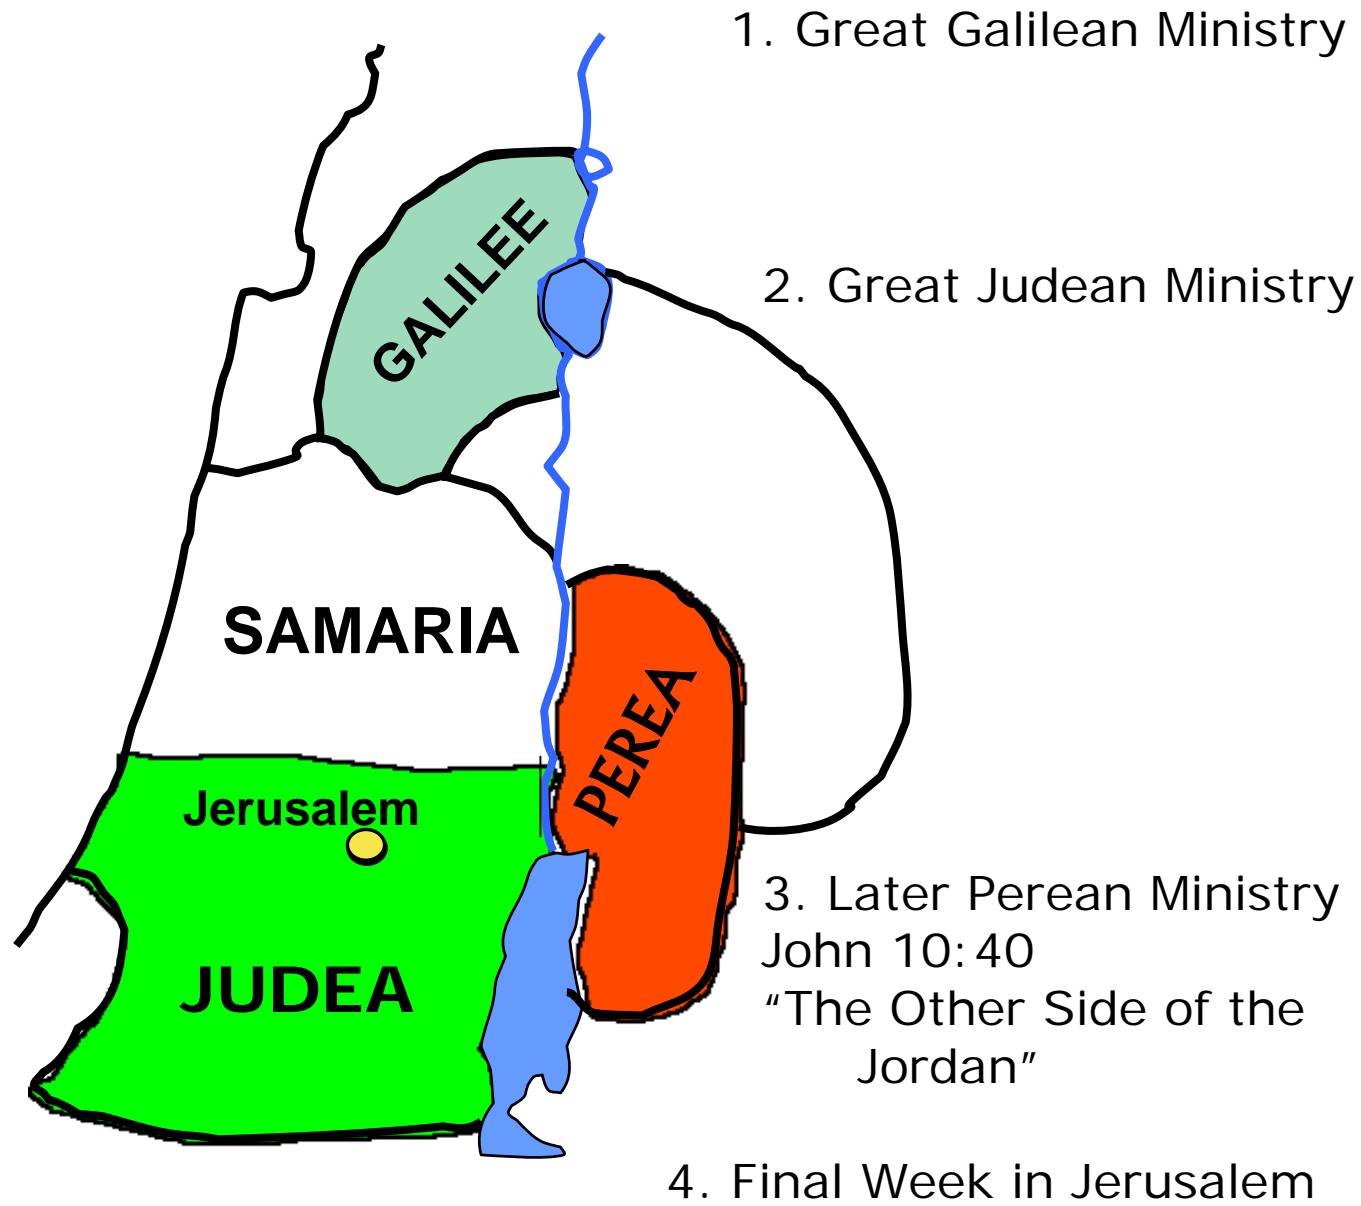 1. Great Galilean Ministry
GALILEE
2. Great Judean Ministry
SAMARIA
PEREA
Jerusalem
3. Later Perean Ministry
John 10:40
“The Other Side of the
Jordan”
JUDEA
4. Final Week in Jerusalem